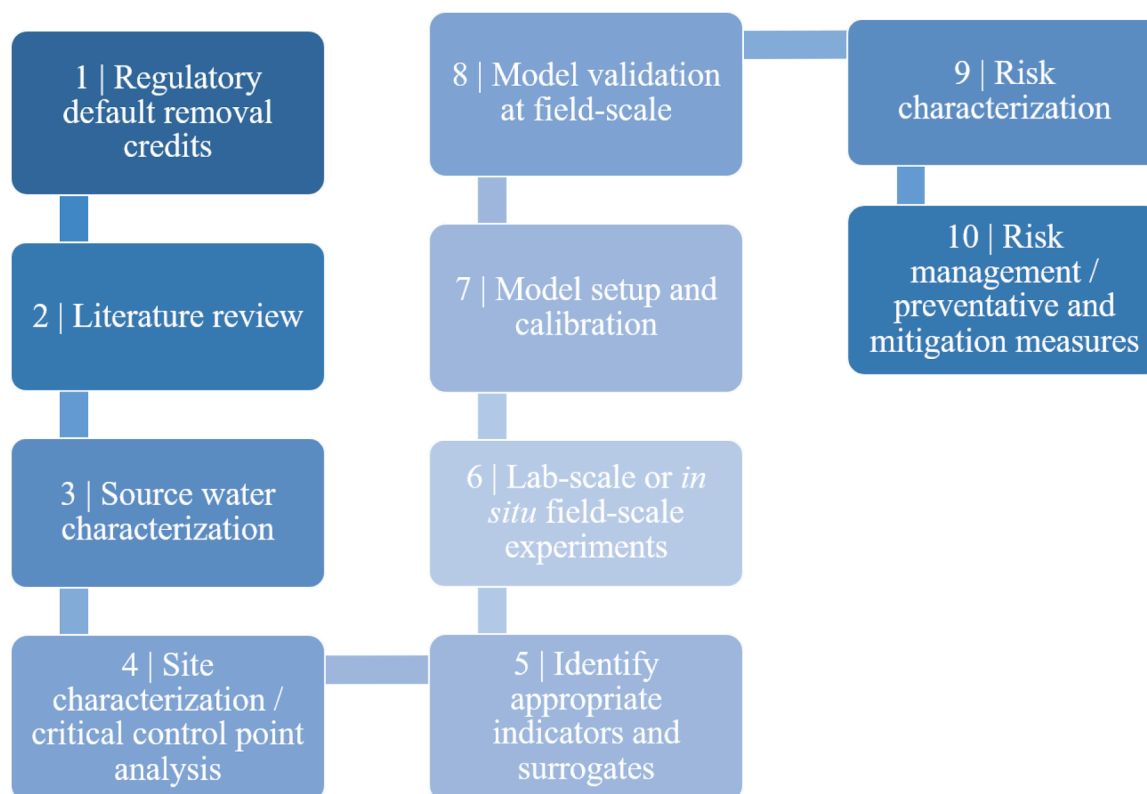 1 | Regulatory
default removal
credits
2 | Literature review
3 | Source water
characterization
4 | Site
characterization /
critical control point
analysis
5 | Identify
appropriate
indicators and
surrogates
6 | Lab-scale or in
situ field-scale
experiments
7 | Model setup and
calibration
8 | Model validation
at field-scale
9 | Risk
characterization
10 | Risk
management /
preventative and
mitigation measures